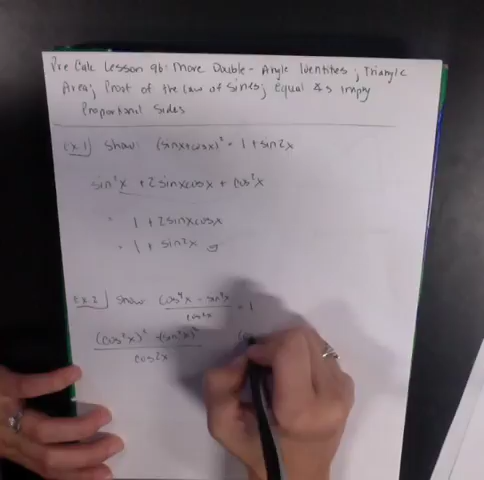 Pre Calc Lesson 96: More Double-Angle Identities; Triangle
Area; Proof of the Law of Sines; Equal ∠s imply
Proportional Sides
Ex.1 Show: (sinx+cosx)² = 1 + sin2x
sin²x + 2sinxcosx + cos²x
= 1 + 2sinxcosx
= 1 + sin2x
Ex.2 Show cos⁴x - sin⁴x = 1
cos2x
(cos²x)² - (sin²x)²
cos2x